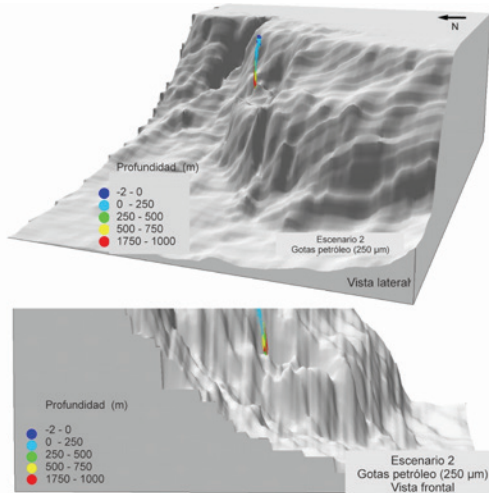 N
Profundidad. (m)
-2 - 0
0 - 250
250 - 500
500 - 750
1750 - 1000
Escenario 2
Gotas petróleo (250 µm)
Vista lateral
Profundidad (m)
-2 - 0
0 - 250
250 - 500
500 - 750
1750 - 1000
Escenario 2
Gotas petróleo (250 µm)
Vista frontal